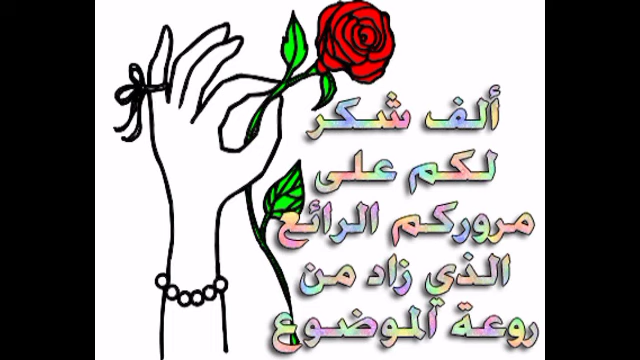 ألف شكر
لكم على
مروركم الرائع
الذي زاد من
روعة الموضوع